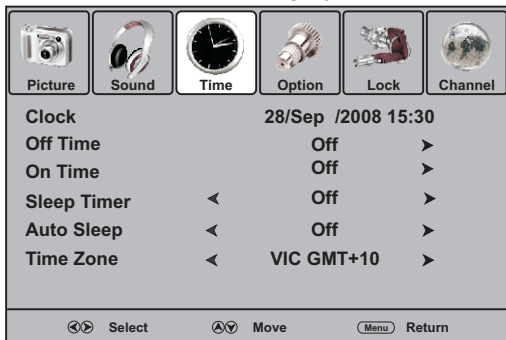 Picture Sound Time Option Lock Channel
Clock 28/Sep /2008 15:30
Off Time Off
On Time Off
Sleep Timer Off
Auto Sleep Off
Time Zone VIC GMT+10
Select Move Menu Return